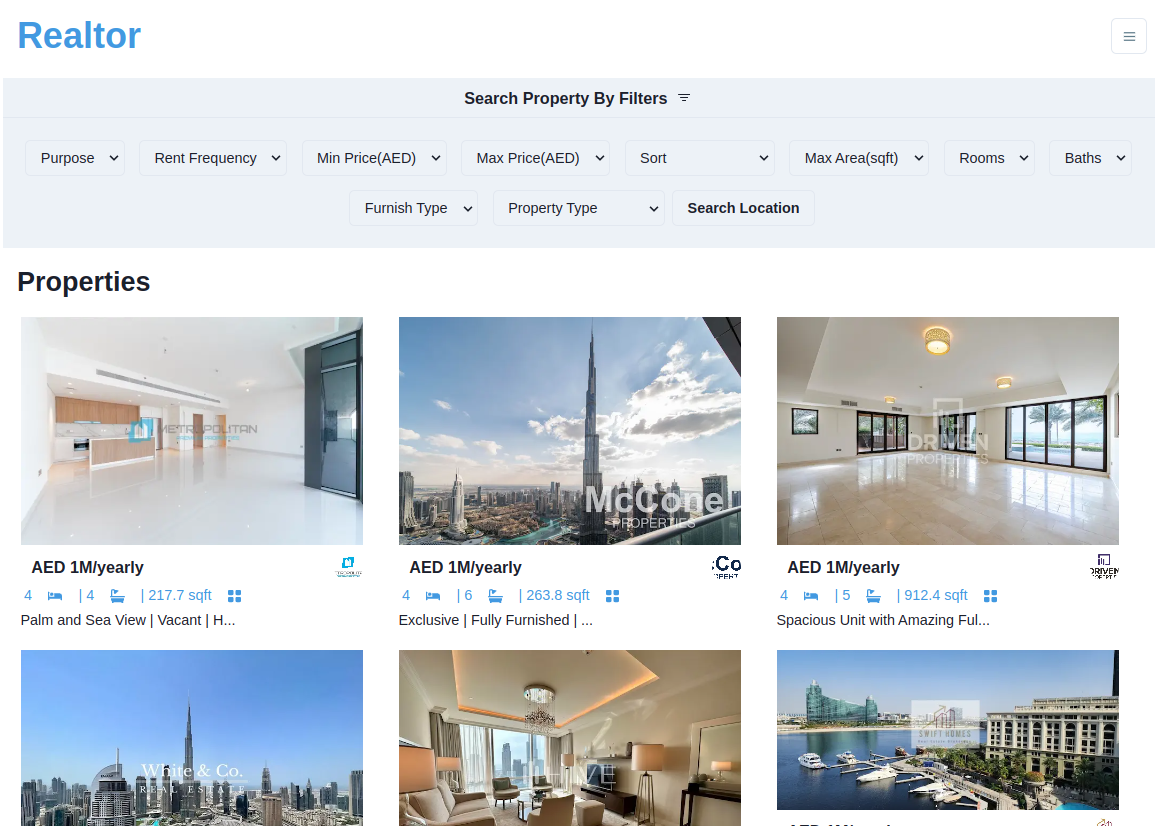 Realtor
Search Property By Filters
Purpose Rent Frequency Min Price(AED) Max Price(AED) Sort Max Area(sqft) Rooms Baths
Furnish Type Property Type Search Location
Properties
METROPOLITAN
McCone
PROPERTIES
DRIVEN
PROPERTIES
AED 1M/yearly
4 | 4 | 217.7 sqft
Palm and Sea View | Vacant | H...
AED 1M/yearly
4 | 6 | 263.8 sqft
Exclusive | Fully Furnished | ...
AED 1M/yearly
DRIVEN
4 | 5 | 912.4 sqft
Spacious Unit with Amazing Ful...
White & Co.
REAL ESTATE
SWIFT HOMES